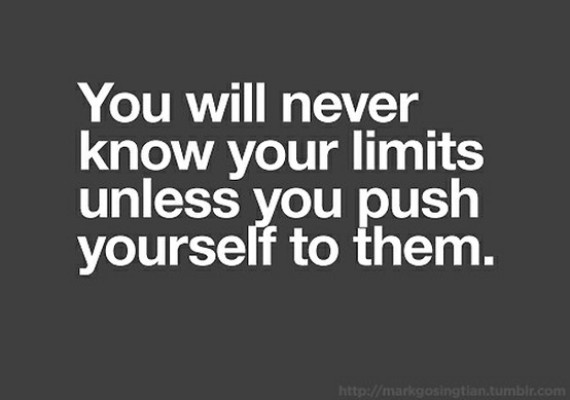 You will never
know your limits
unless you push
yourself to them.
http://markgosingtian.tumblr.com